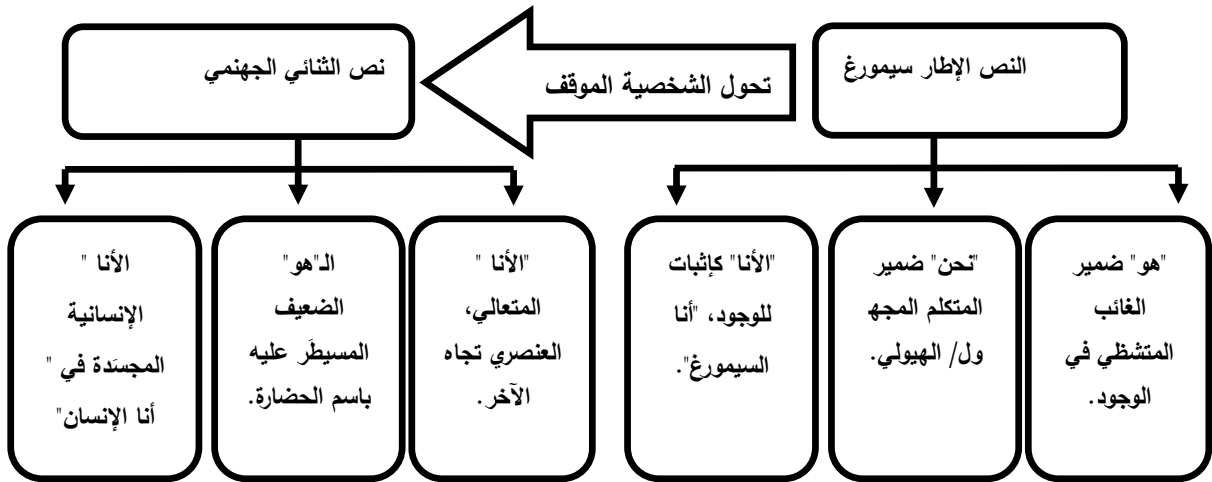 النص الإطار سيمورغ
تحول الشخصية الموقف
نص الثنائي الجهنمي
"هو" ضمير
الغائب
المتشظي في
الوجود.
"نحن" ضمير
المتكلم المجه
ول/ الهيولي.
"الأنا" كإثبات
للوجود، "أنا
السيمورغ".
"الأنا "
المتعالي،
العنصري تجاه
الآخر.
الـ"هو"
الضعيف
المسيطَر عليه
باسم الحضارة.
الأنا "
الإنسانية
المجسَدة في "
أنا الإنسان"